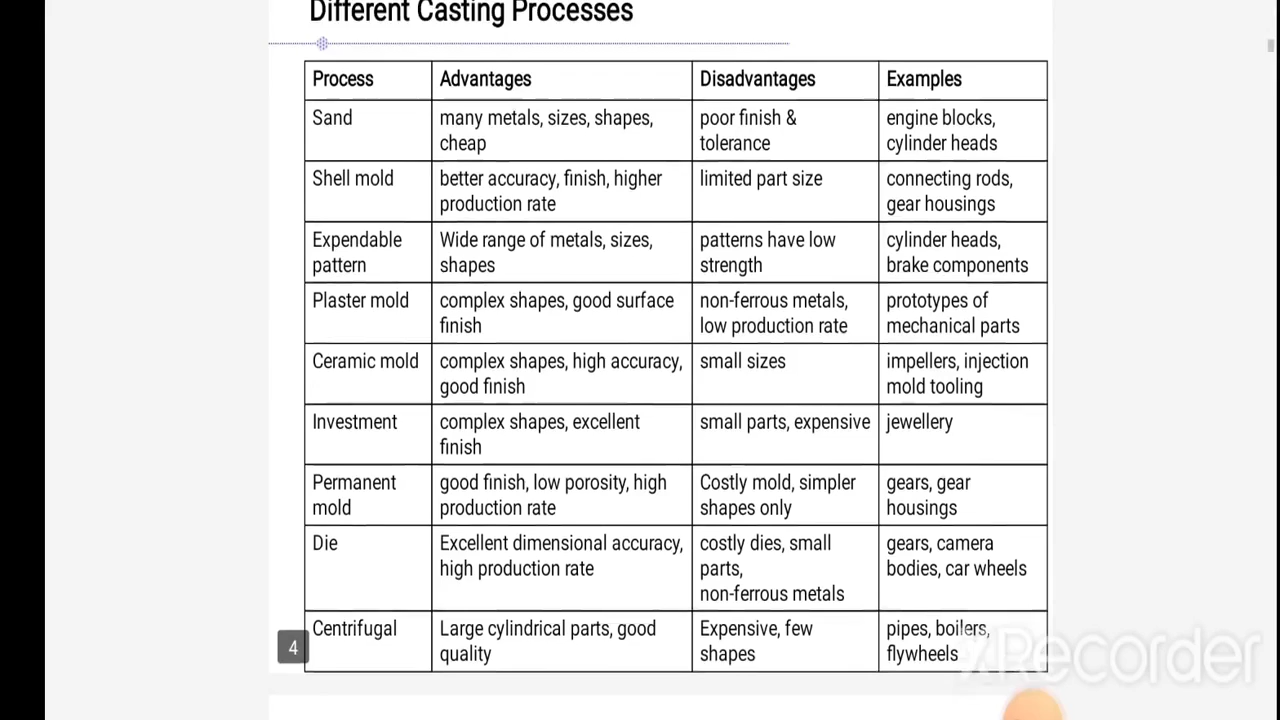 Different Casting Processes
Process Advantages Disadvantages Examples
Sand many metals, sizes, shapes, poor finish & engine blocks,
cheap tolerance cylinder heads
Shell mold better accuracy, finish, higher limited part size connecting rods,
production rate gear housings
Expendable Wide range of metals, sizes, patterns have low cylinder heads,
pattern shapes strength brake components
Plaster mold complex shapes, good surface non-ferrous metals, prototypes of
finish low production rate mechanical parts
Ceramic mold complex shapes, high accuracy, small sizes impellers, injection
good finish mold tooling
Investment complex shapes, excellent small parts, expensive jewellery
finish
Permanent good finish, low porosity, high Costly mold, simpler gears, gear
mold production rate shapes only housings
Die Excellent dimensional accuracy, costly dies, small gears, camera
high production rate parts, bodies, car wheels
non-ferrous metals
Centrifugal Large cylindrical parts, good Expensive, few pipes, boilers,
quality shapes flywheels
4
XRecorder